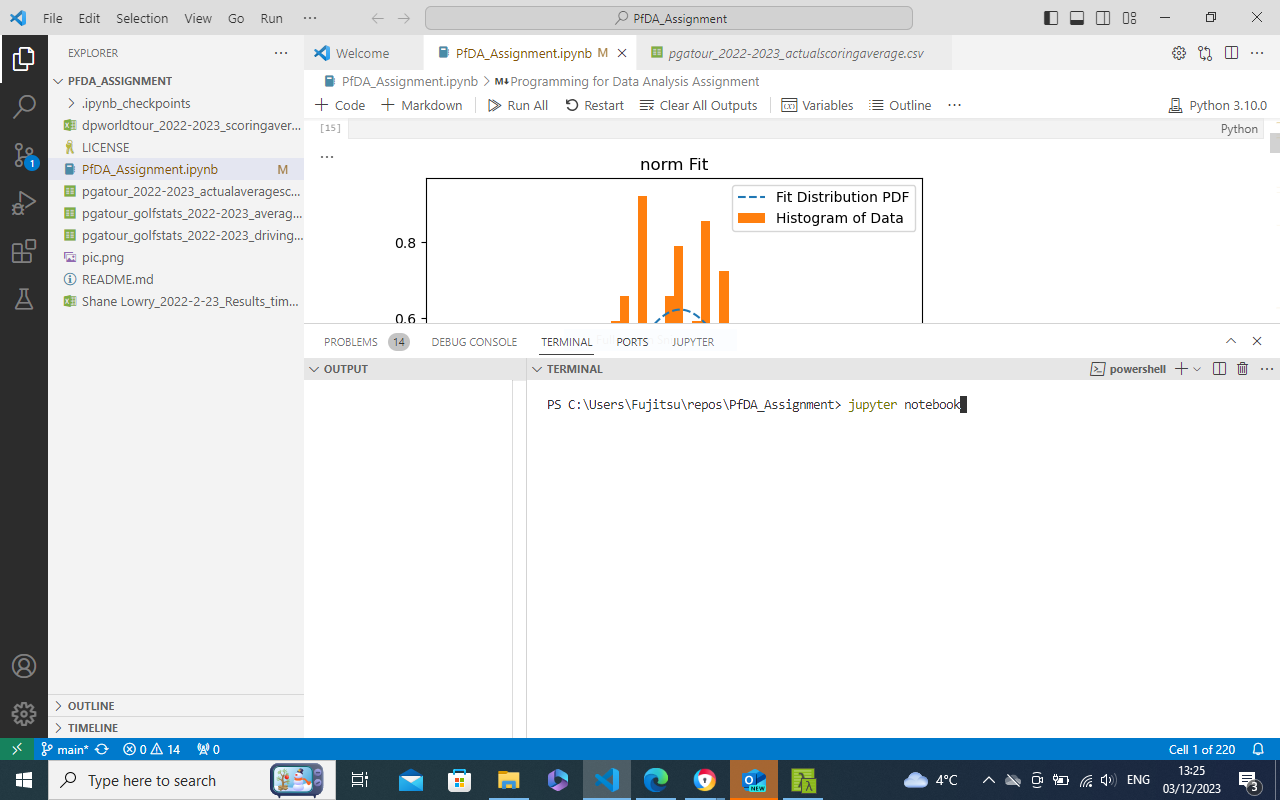 File Edit Selection View Go Run ···
PfDA_Assignment
EXPLORER
PFDA_ASSIGNMENT
.ipynb_checkpoints
dpworldtour_2022-2023_scoringaver...
LICENSE
PfDA_Assignment.ipynb M
pgatour_2022-2023_actualaveragesc...
pgatour_golfstats_2022-2023_averag...
pgatour_golfstats_2022-2023_driving...
pic.png
README.md
Shane Lowry_2022-2-23_Results_tim...
OUTLINE
TIMELINE
1
Welcome PfDA_Assignment.ipynb M pgatour_2022-2023_actualscoringaverage.csv
PfDA_Assignment.ipynb > M↓ Programming for Data Analysis Assignment
Code Markdown Run All Restart Clear All Outputs Variables Outline ··· Python 3.10.0
[15] Python
norm Fit
Fit Distribution PDF
Histogram of Data
0.8
0.6
PROBLEMS 14 DEBUG CONSOLE TERMINAL PORTS JUPYTER
OUTPUT
TERMINAL powershell
PS C:\Users\Fujitsu\repos\PfDA_Assignment> jupyter notebook
main* 0 14 0 Cell 1 of 220
Type here to search
NEW
4°C ENG
13:25
03/12/2023
3